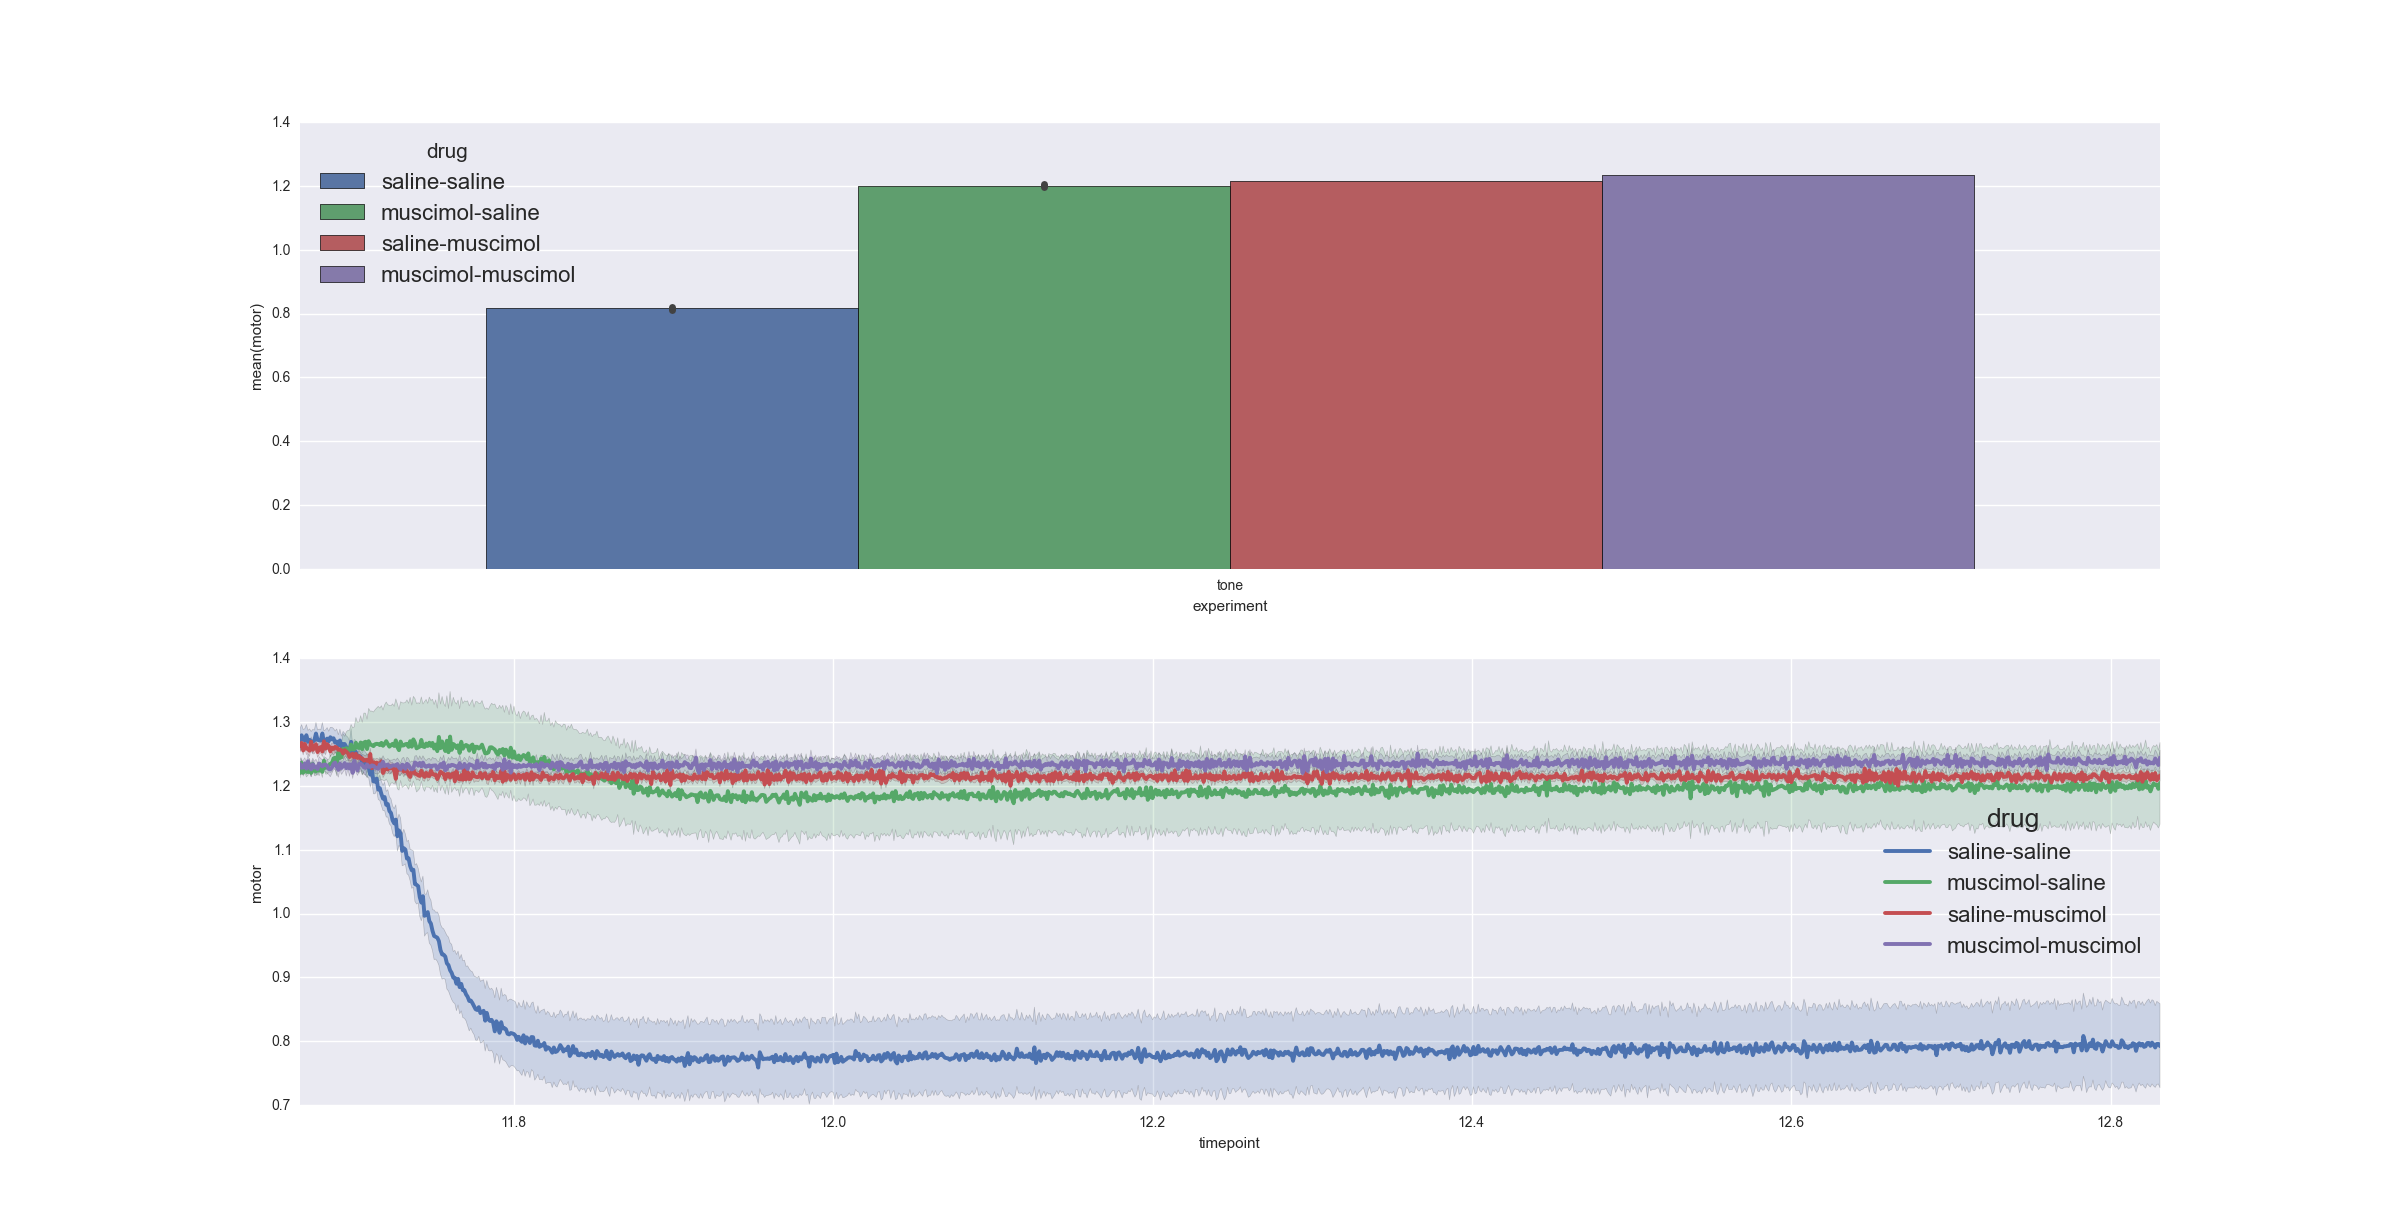 1.4
drug
saline-saline
1.2
muscimol-saline
saline-muscimol
1.0
muscimol-muscimol
0.8
mean(motor)
0.6
0.4
0.2
0.0
tone
experiment
1.4
1.3
1.2
drug
1.1
saline-saline
motor
muscimol-saline
1.0
saline-muscimol
muscimol-muscimol
0.9
0.8
0.7
11.8 12.0 12.2 12.4 12.6 12.8
timepoint